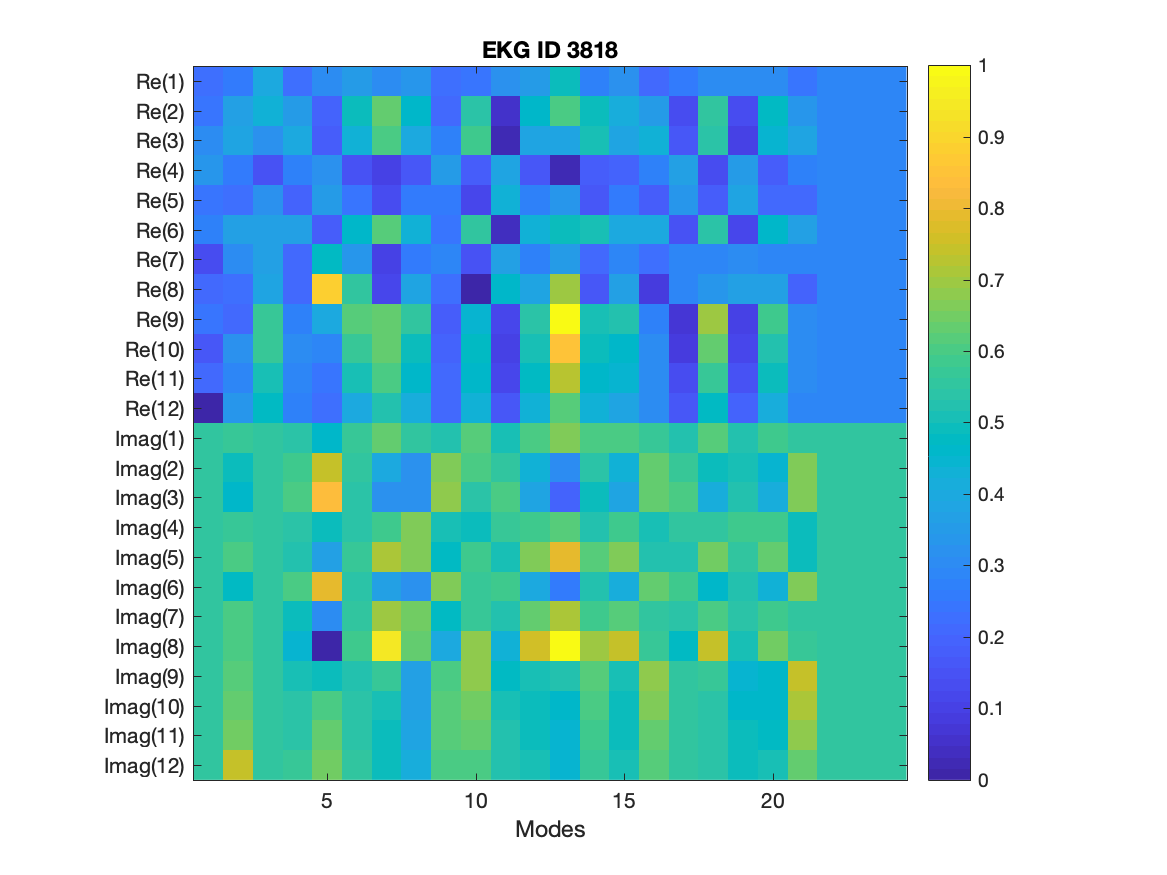 EKG ID 3818
Re(1)
Re(2)
Re(3)
Re(4)
Re(5)
Re(6)
Re(7)
Re(8)
Re(9)
Re(10)
Re(11)
Re(12)
Imag(1)
Imag(2)
Imag(3)
Imag(4)
Imag(5)
Imag(6)
Imag(7)
Imag(8)
Imag(9)
Imag(10)
Imag(11)
Imag(12)
5 10 15 20
Modes
1
0.9
0.8
0.7
0.6
0.5
0.4
0.3
0.2
0.1
0